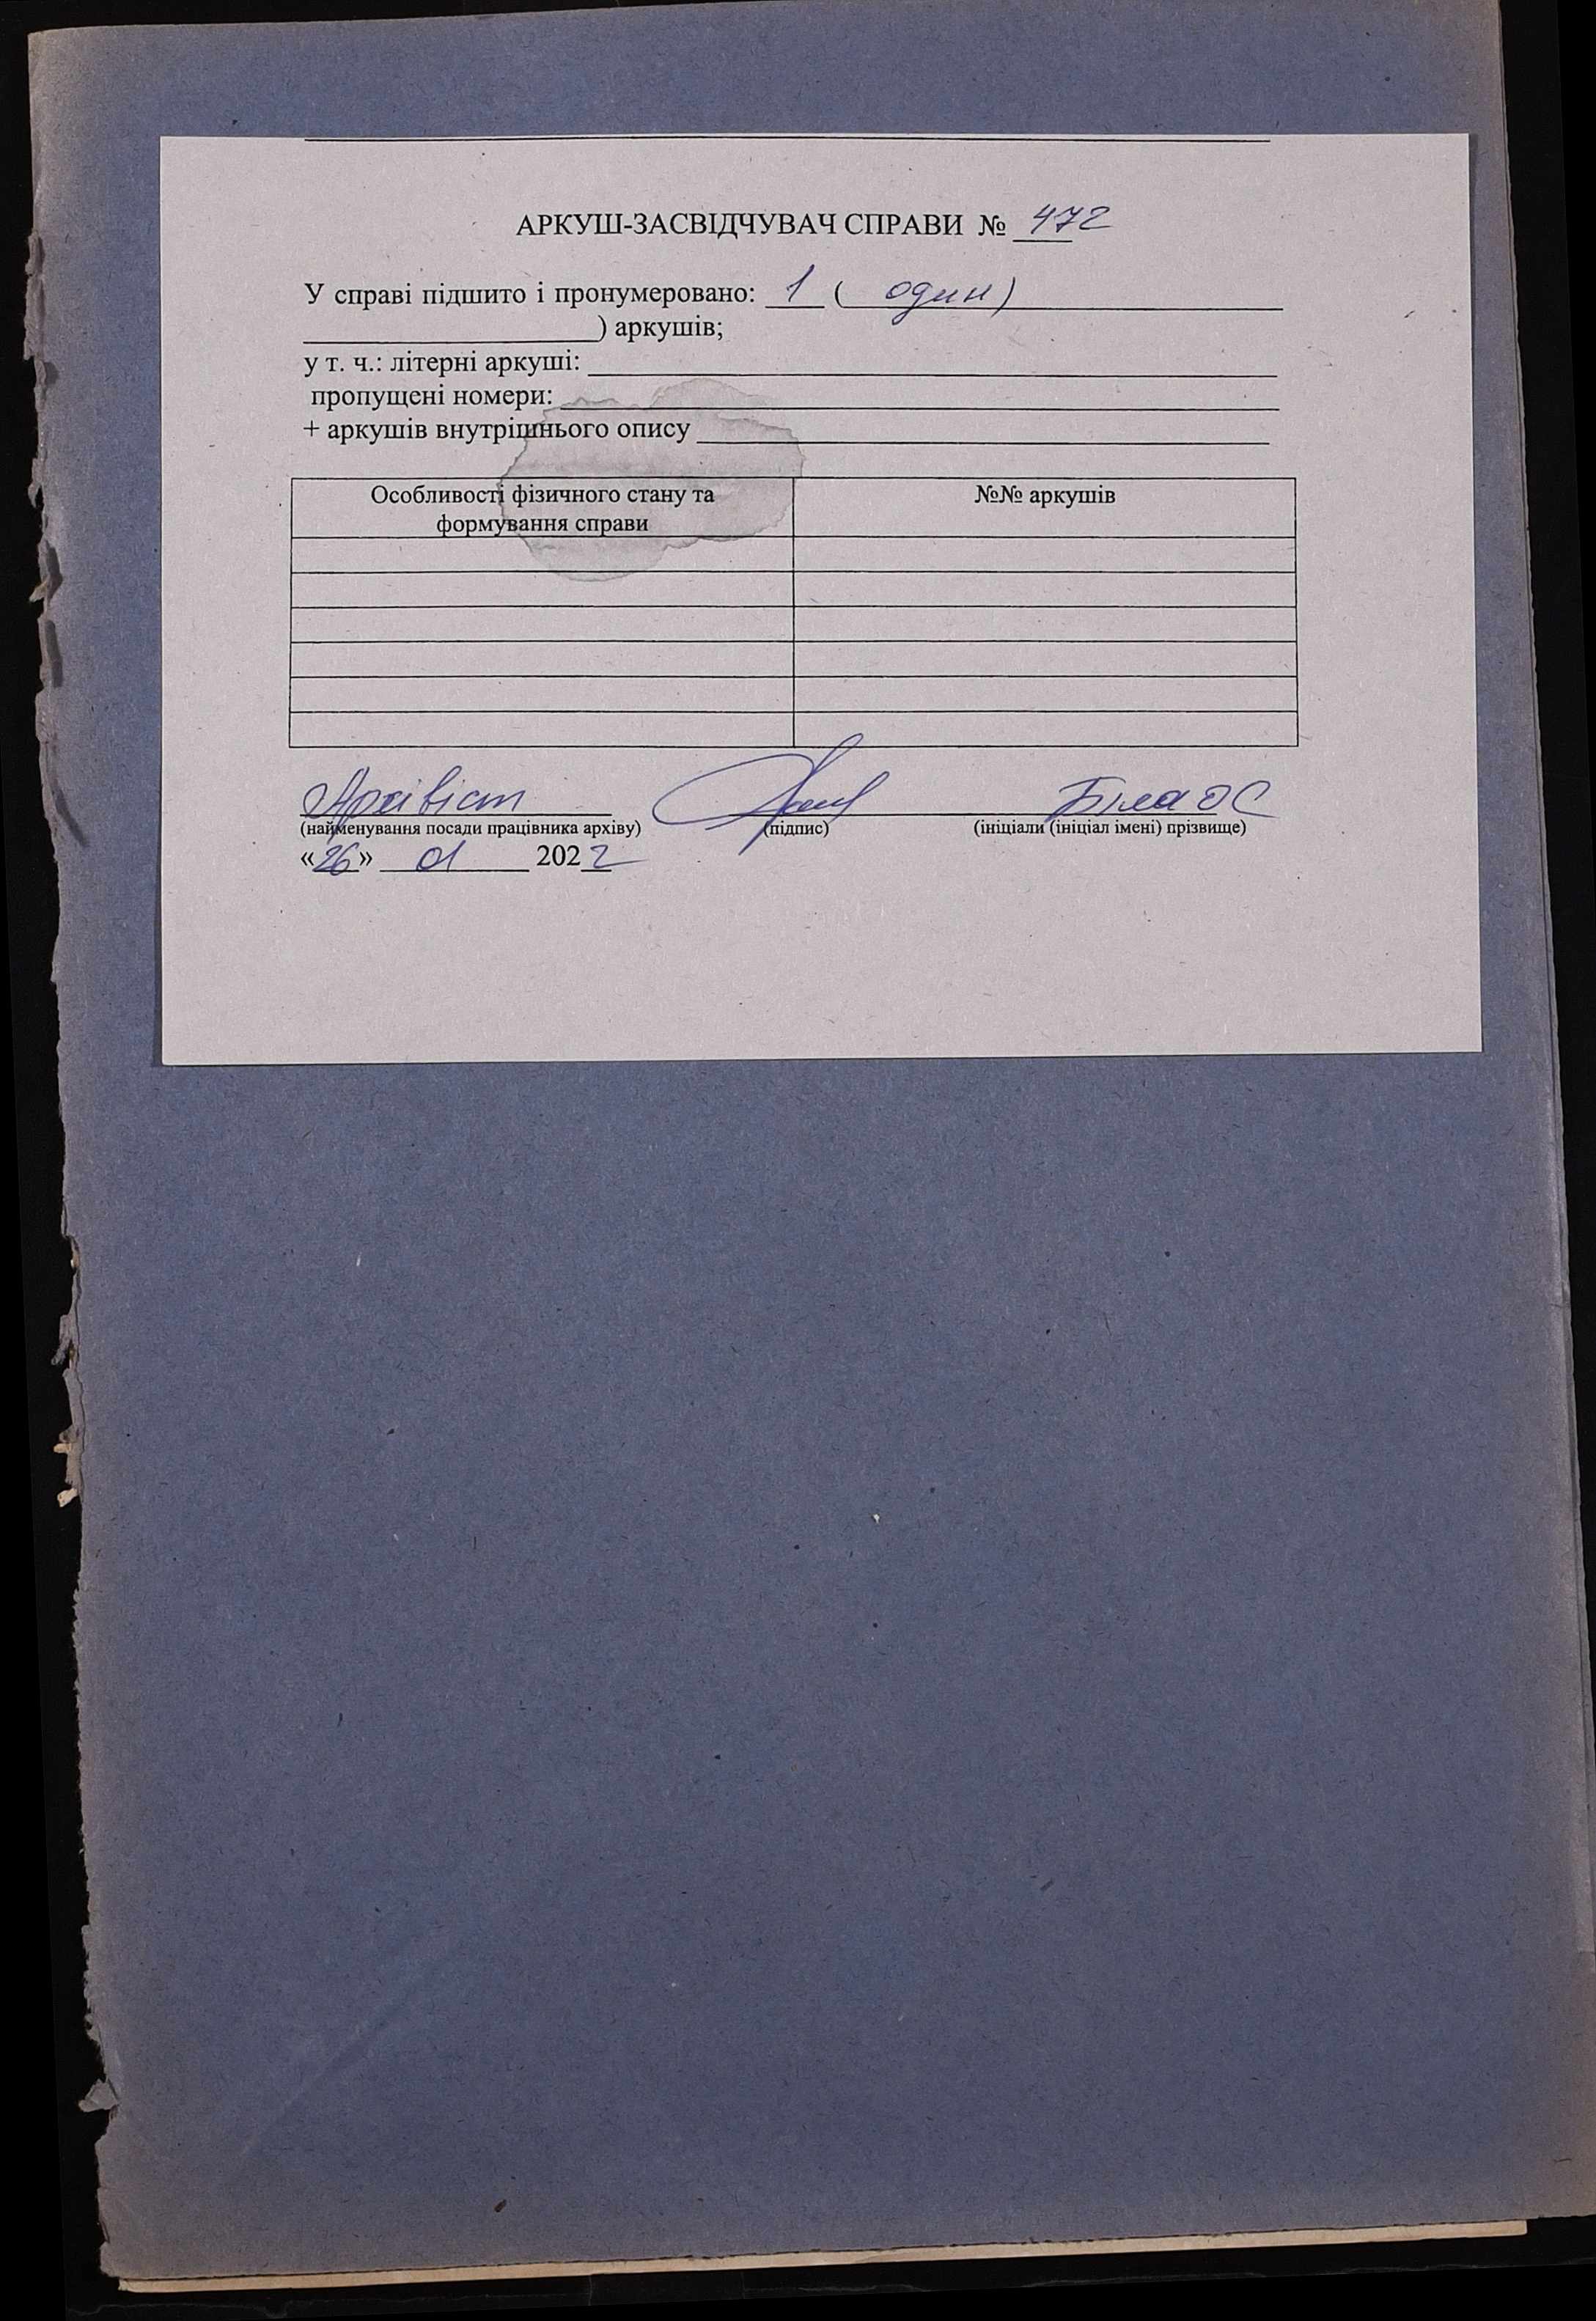 АРКУШ-ЗАСВІДЧУВАЧ СПРАВИ № 472
У справі підшито і пронумеровано: 1 ( один)
) аркушів;
у т. ч.: літерні аркуші:
пропущені номери:
+ аркушів внутрішнього опису
Особливості фізичного стану та формування справи №№ аркушів
Архівіст Біла ОС
(найменування посади працівника архіву) (підпис) (ініціали (ініціал імені) прізвище)
«26» 01 2022